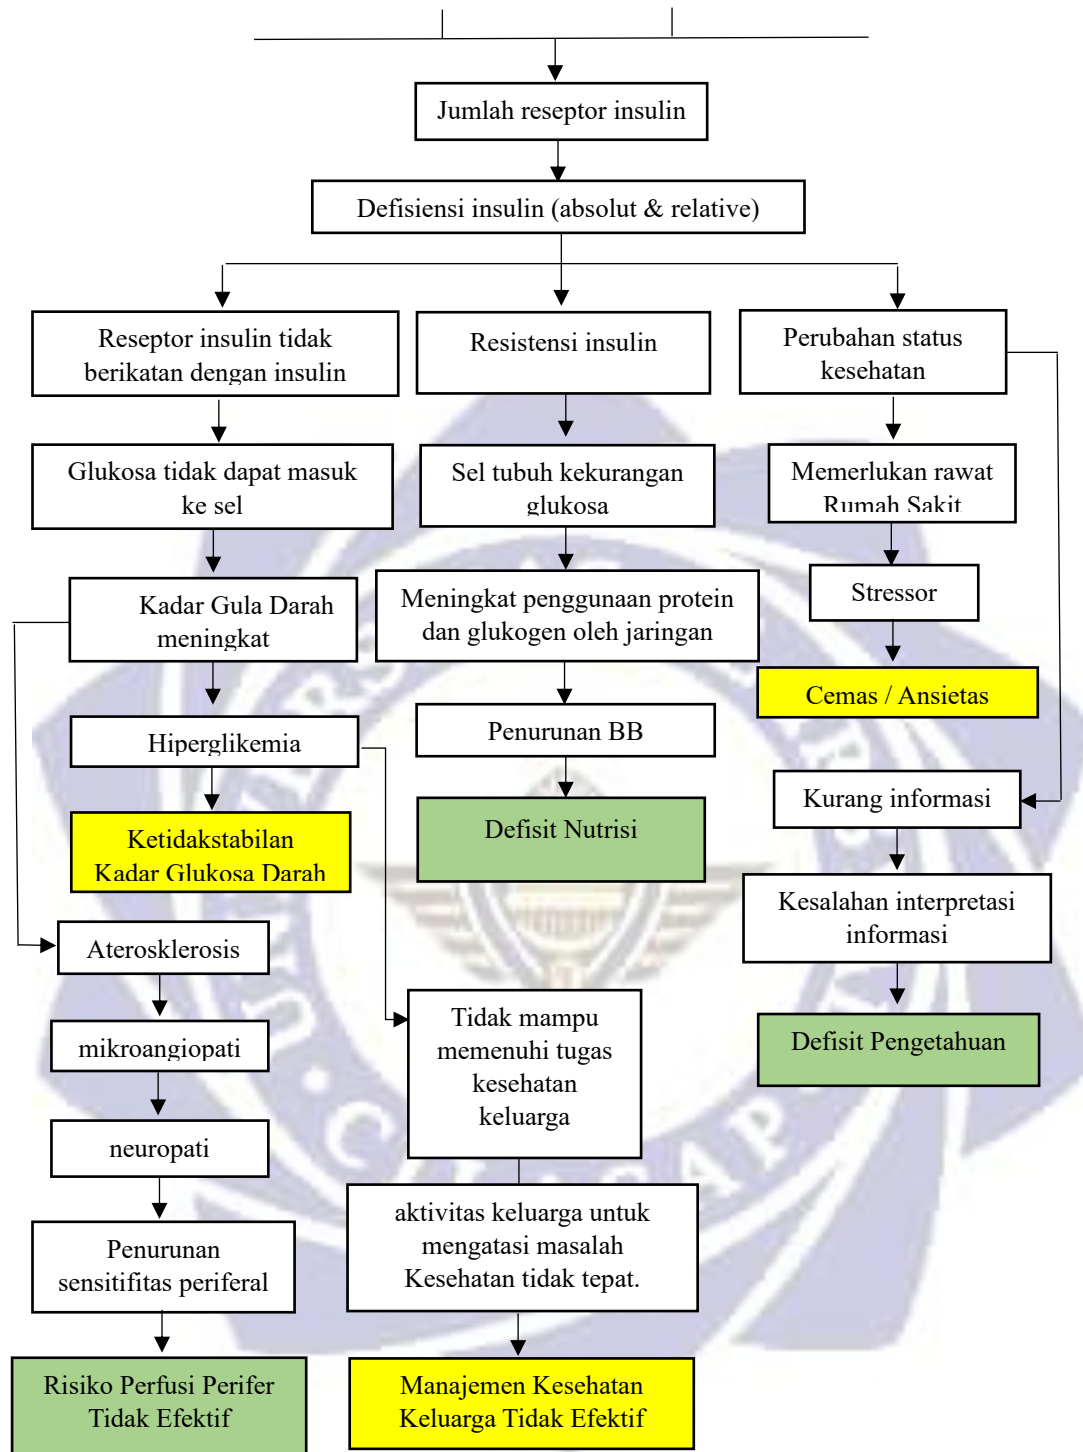 Jumlah reseptor insulin
Defisiensi insulin (absolut & relative)
Reseptor insulin tidak
berikatan dengan insulin
Resistensi insulin
Perubahan status
kesehatan
Glukosa tidak dapat masuk
ke sel
Sel tubuh kekurangan
glukosa
Memerlukan rawat
Rumah Sakit
Kadar Gula Darah
meningkat
Meningkat penggunaan protein
dan glukogen oleh jaringan
Stressor
Cemas / Ansietas
Hiperglikemia
Penurunan BB
Kurang informasi
Ketidakstabilan
Kadar Glukosa Darah
Defisit Nutrisi
Kesalahan interpretasi
informasi
Aterosklerosis
Tidak mampu
memenuhi tugas
kesehatan
keluarga
Defisit Pengetahuan
mikroangiopati
neuropati
aktivitas keluarga untuk
mengatasi masalah
Kesehatan tidak tepat.
Penurunan
sensitifitas periferal
Risiko Perfusi Perifer
Tidak Efektif
Manajemen Kesehatan
Keluarga Tidak Efektif